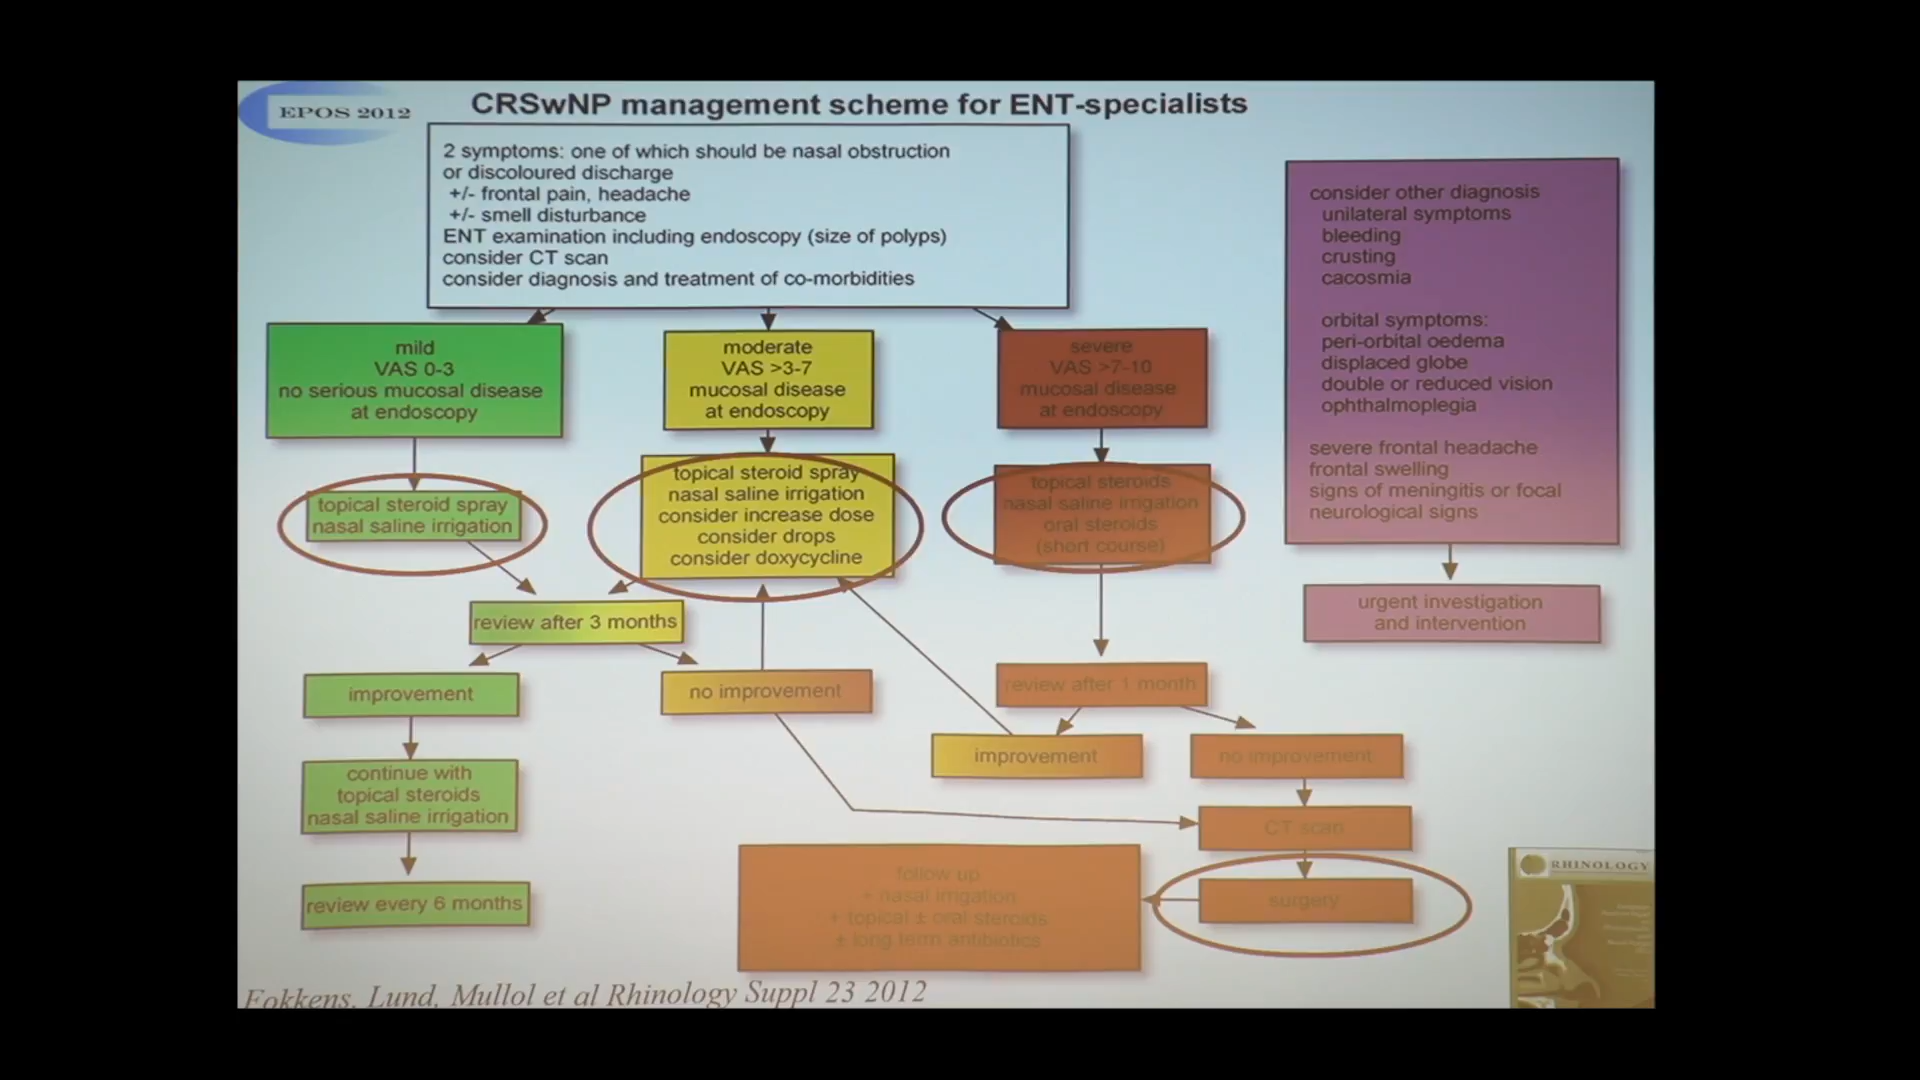 EPOS 2012
CRSwNP management scheme for ENT-specialists
2 symptoms: one of which should be nasal obstruction
or discoloured discharge
+/- frontal pain, headache
+/- smell disturbance
ENT examination including endoscopy (size of polyps)
consider CT scan
consider diagnosis and treatment of co-morbidities
consider other diagnosis
unilateral symptoms
bleeding
crusting
cacosmia
orbital symptoms:
peri-orbital oedema
displaced globe
double or reduced vision
ophthalmoplegia
severe frontal headache
frontal swelling
signs of meningitis or focal
neurological signs
urgent investigation
and intervention
mild
VAS 0-3
no serious mucosal disease
at endoscopy
moderate
VAS >3-7
mucosal disease
at endoscopy
severe
VAS >7-10
mucosal disease
at endoscopy
topical steroid spray
nasal saline irrigation
topical steroid spray
nasal saline irrigation
consider increase dose
consider drops
consider doxycycline
topical steroids
nasal saline irrigation
oral steroids
(short course)
review after 3 months
improvement
no improvement
review after 1 month
improvement
no improvement
continue with
topical steroids
nasal saline irrigation
CT scan
review every 6 months
follow up
+ nasal irrigation
+ topical ± oral steroids
± long term antibiotics
surgery
RHINOLOGY
Fokkens, Lund, Mullol et al Rhinology Suppl 23 2012